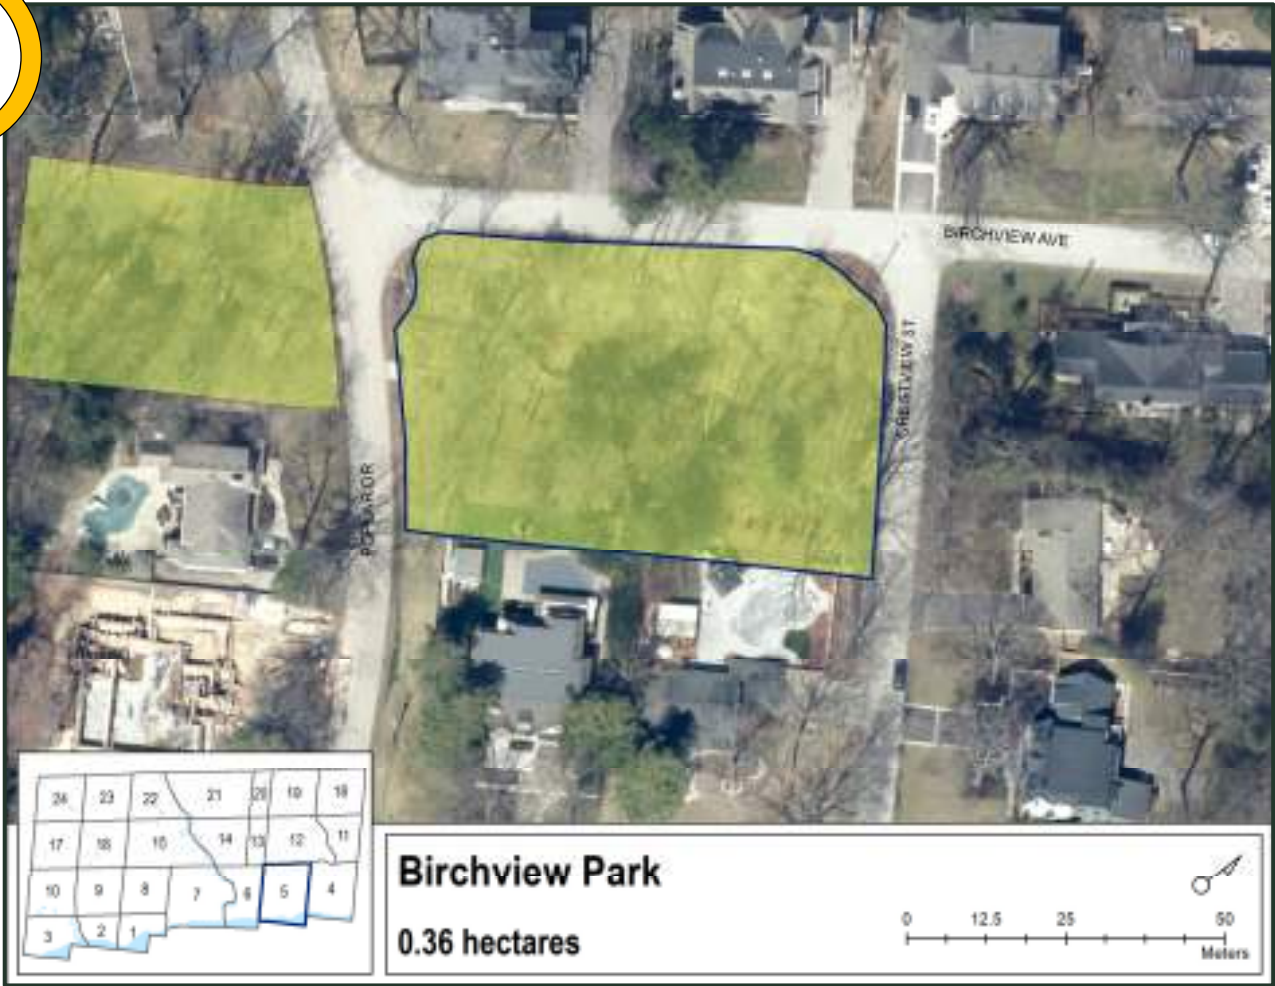 BIRCHVIEW AVE
CRESTVIEW ST
POPLAR DR
24 23 22 21 20 19 18
17 16 15 14 13 12 11
10 9 8 7 6 5 4
3 2 1
Birchview Park
0.36 hectares
0 12.5 25 50
Meters